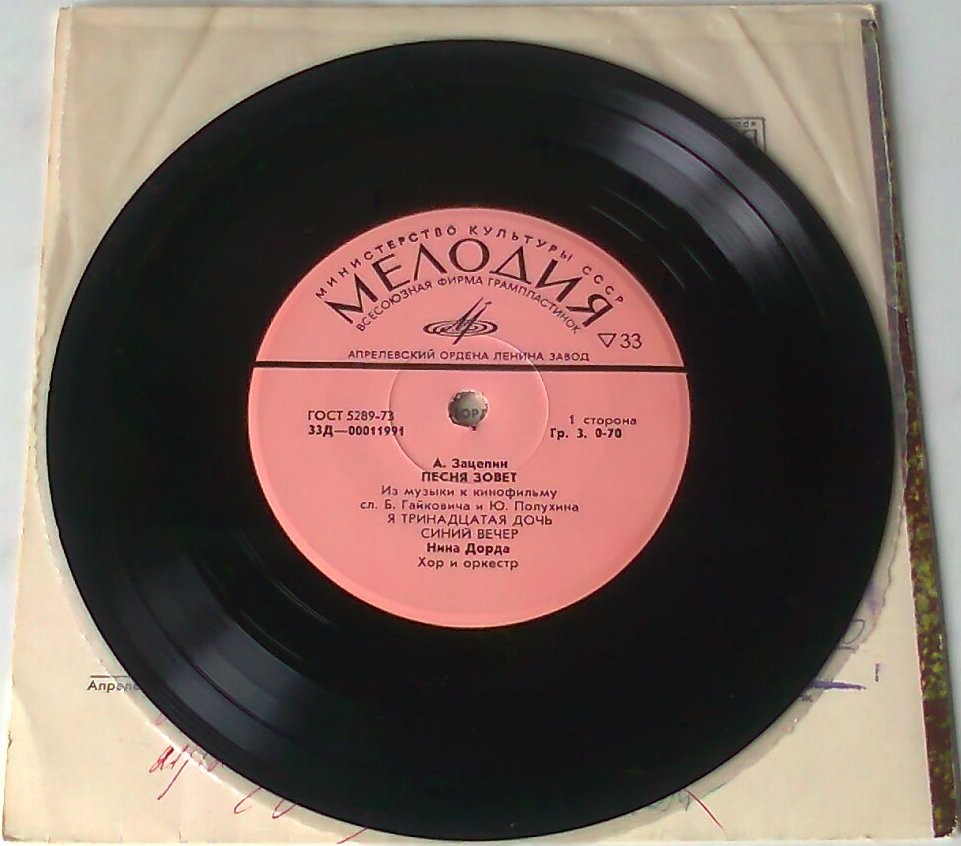 МИНИСТЕРСТВО КУЛЬТУРЫ СССР
МЕЛОДИЯ
ВСЕСОЮЗНАЯ ФИРМА ГРАМПЛАСТИНОК
33
АПРЕЛЕВСКИЙ ОРДЕНА ЛЕНИНА ЗАВОД
ГОСТ 5289-73
1 сторона
33Д—00011991
Гр. 3. 0-70
А. Зацепин
ПЕСНЯ ЗОВЕТ
Из музыки к кинофильму
сл. Б. Гайковича и Ю. Полухина
Я ТРИНАДЦАТАЯ ДОЧЬ
СИНИЙ ВЕЧЕР
Нина Дорда
Хор и оркестр